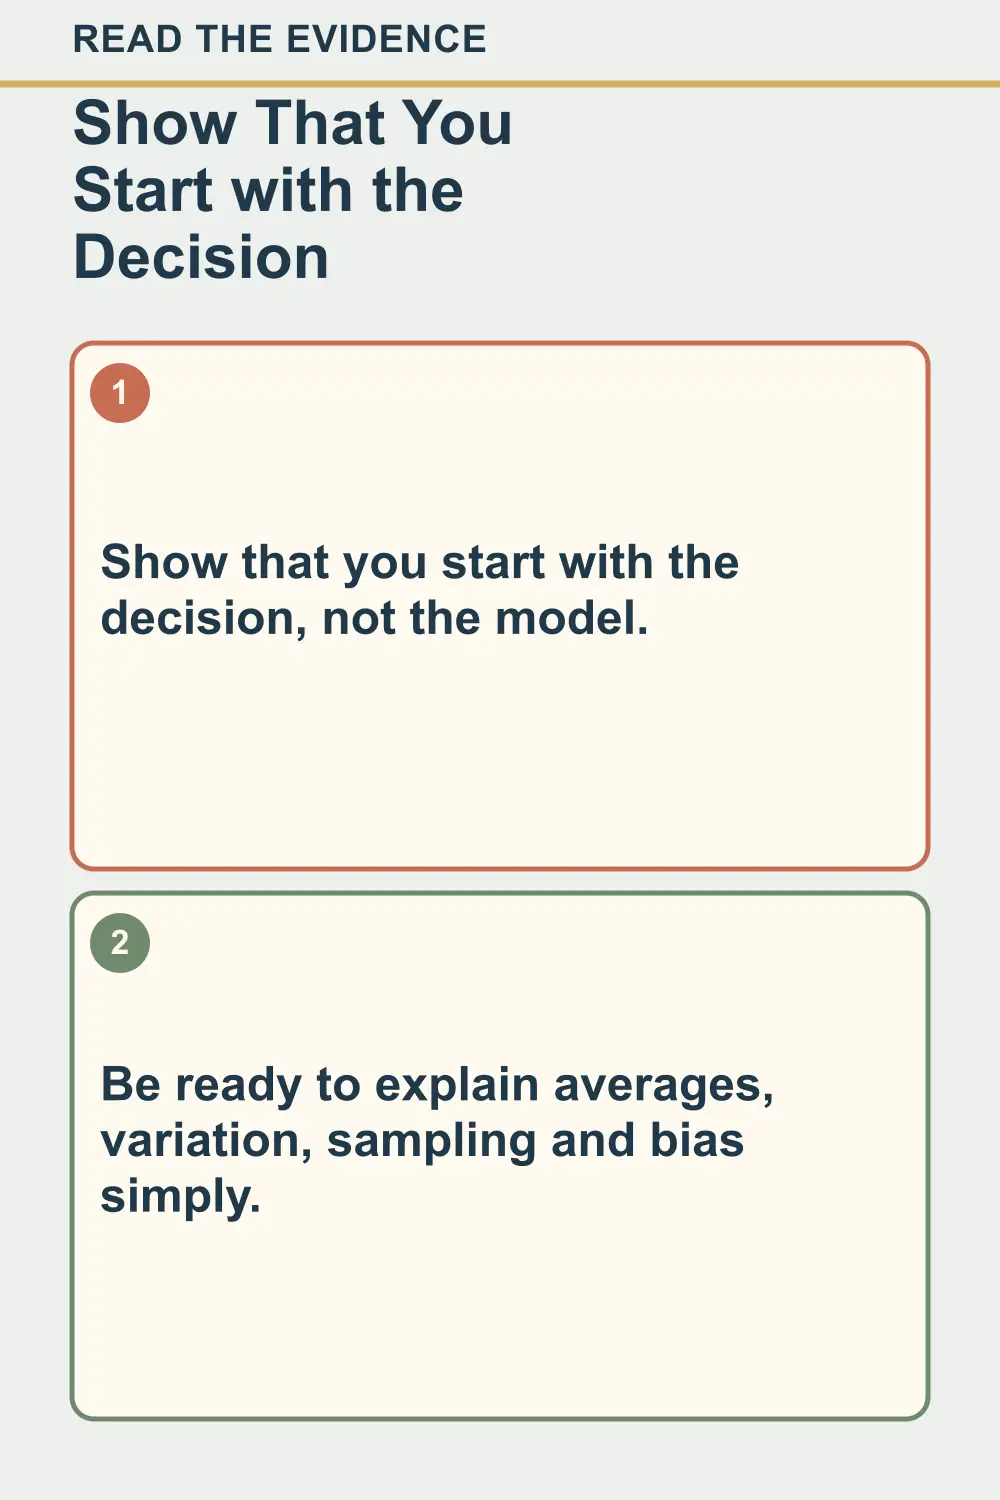 READ THE EVIDENCE
Show That You
Start with the
Decision
1
Show that you start with the
decision, not the model.
2
Be ready to explain averages,
variation, sampling and bias
simply.